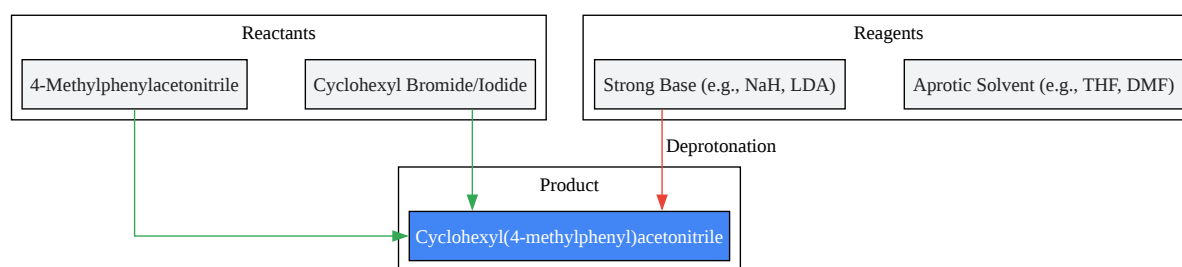 Reactants
Reagents
4-Methylphenylacetonitrile
Cyclohexyl Bromide/Iodide
Strong Base (e.g., NaH, LDA)
Aprotic Solvent (e.g., THF, DMF)
Deprotonation
Product
Cyclohexyl(4-methylphenyl)acetonitrile